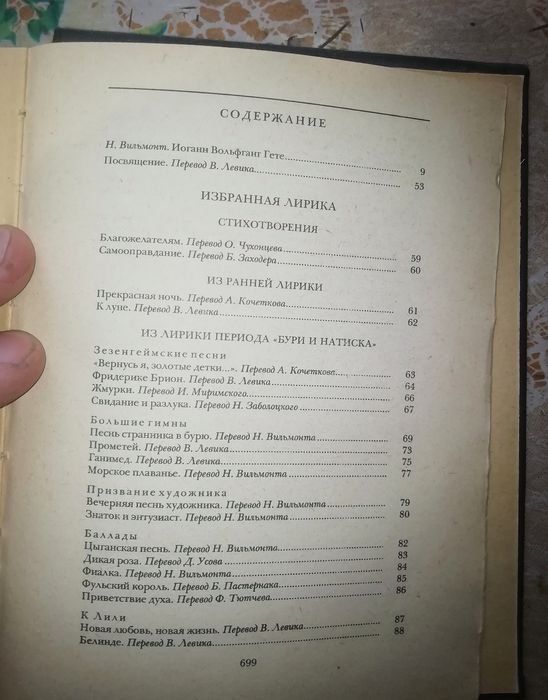 СОДЕРЖАНИЕ
Н. Вильмонт. Иоганн Вольфганг Гете 9
Посвящение. Перевод В. Левика 53
ИЗБРАННАЯ ЛИРИКА
СТИХОТВОРЕНИЯ
Благожелателям. Перевод О. Чухонцева 59
Самооправдание. Перевод Б. Заходера 60
ИЗ РАННЕЙ ЛИРИКИ
Прекрасная ночь. Перевод А. Кочеткова 61
К луне. Перевод В. Левика 62
ИЗ ЛИРИКИ ПЕРИОДА «БУРИ И НАТИСКА»
Зезенгеймские песни
«Вернусь я, золотые детки...». Перевод А. Кочеткова 63
Фридерике Брион. Перевод В. Левика 64
Жмурки. Перевод И. Миримского 66
Свидание и разлука. Перевод Н. Заболоцкого 67
Большие гимны
Песнь странника в бурю. Перевод Н. Вильмонта 69
Прометей. Перевод В. Левика 73
Ганимед. Перевод В. Левика 75
Морское плаванье. Перевод Н. Вильмонта 77
Призвание художника
Вечерняя песнь художника. Перевод Н. Вильмонта 79
Знаток и энтузиаст. Перевод Н. Вильмонта 80
Баллады
Цыганская песнь. Перевод Н. Вильмонта 82
Дикая роза. Перевод Д. Усова 83
Фиалка. Перевод Н. Вильмонта 84
Фульский король. Перевод Б. Пастернака 85
Приветствие духа. Перевод Ф. Тютчева 86
К Лили
Новая любовь, новая жизнь. Перевод В. Левика 87
Белинде. Перевод В. Левика 88
699